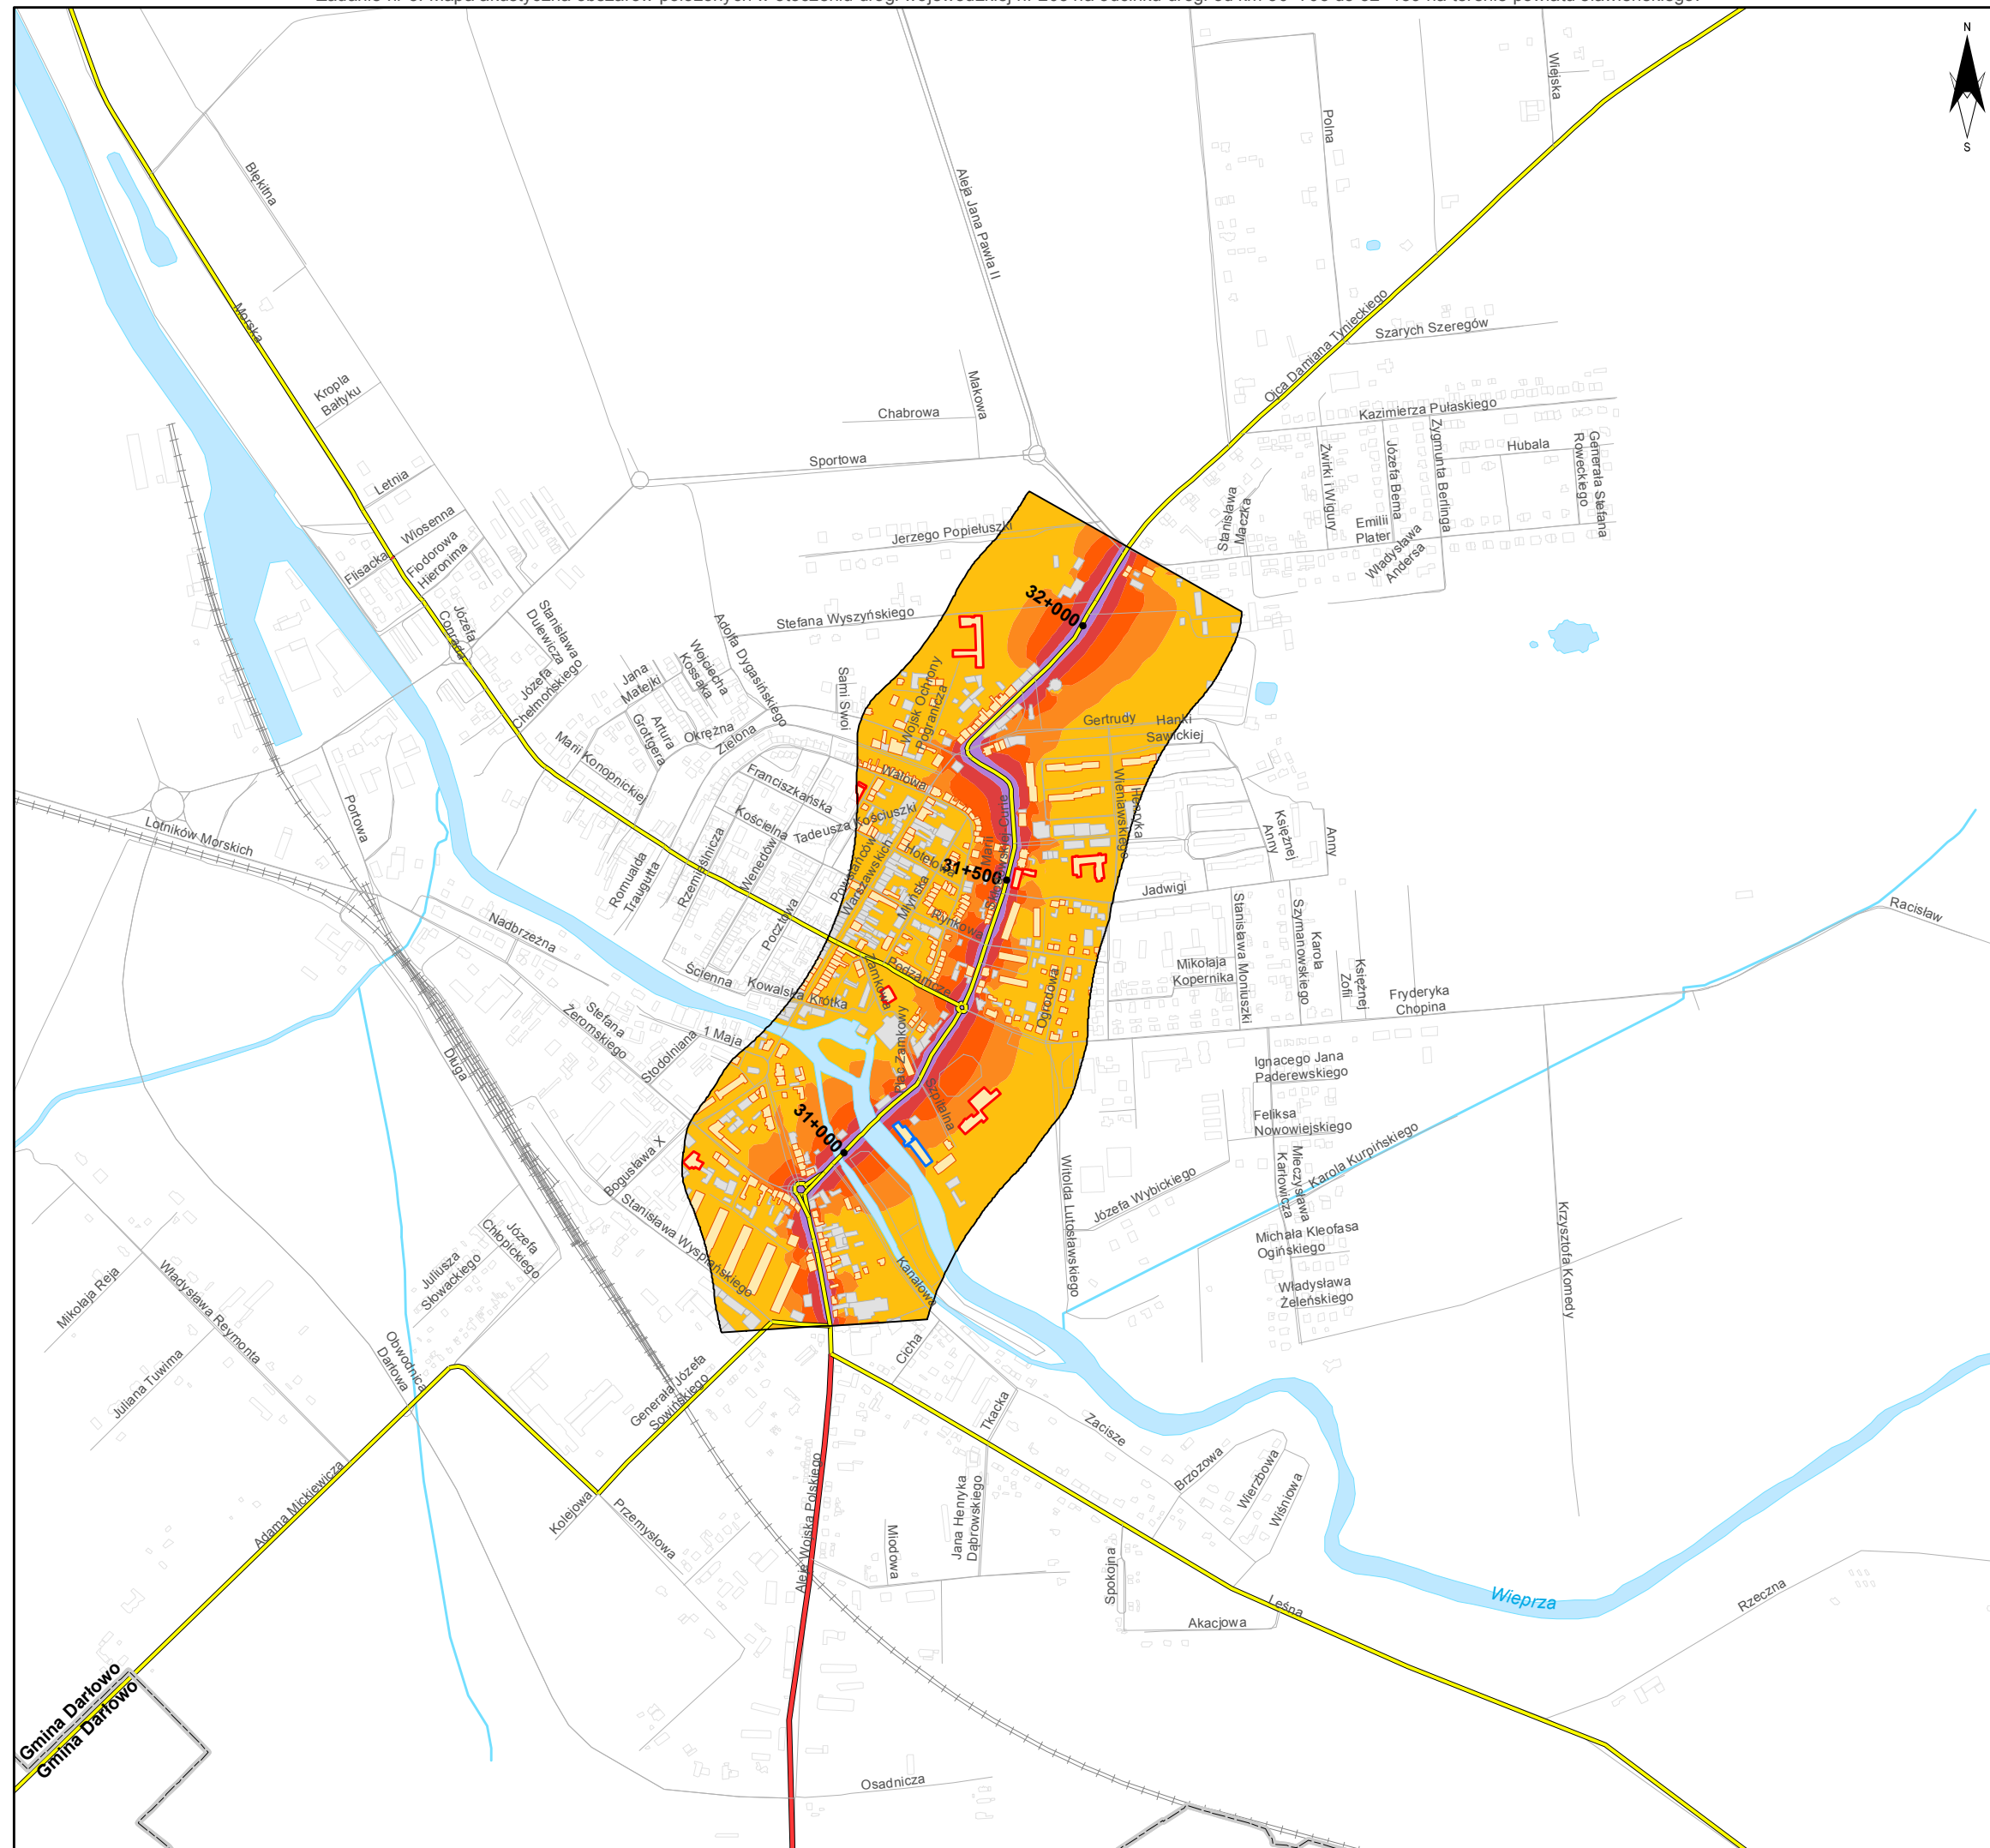 N
S
Wiejska
Polna
Błękitna
Aleja Jana Pawła II
Morska
Ojca Damiana Tynieckiego
Szarych Szeregów
Kropla
Bałtyku
Makowa
Chabrowa
Kazimierza Pułaskiego
Sportowa
Hubala
Generała Stefana
Roweckiego
Żwirki i Wigury
Józefa Bema
Zygmunta Berlinga
Letnia
Wiosenna
Flisacka
Fiodorowa
Hieronima
Jerzego Popiełuszki
Stanisława
Maczka
Emilii
Plater
Władysława
Andersa
Józefa
Conrada
Stanisława
Dulewicza
Józefa
Chełmońskiego
Stefana Wyszyńskiego
32+000
Adolfa Dygasińskiego
Wojciecha
Kossaka
Jana
Matejki
Sami Swoi
Wojsk Ochrony
Pogranicza
Artura
Grottgera
Okrężna
Zielona
Gertrudy
Hanki
Sawickiej
Marii Konopnickiej
Franciszkańska
Wałowa
Henryka
Wieniawskiego
Portowa
Lotników Morskich
Kościelna
Tadeusza Kościuszki
Rzemieślnicza
Wenedów
Romualda
Traugutta
Powstańców
Warszawskich
Hotelowa
Młyńska
Marii
Skłodowskiej-Curie
31+500
Księżnej
Anny
Anny
Jadwigi
Rynkowa
Pocztowa
Nadbrzeżna
Racisław
Stanisława Moniuszki
Karola
Szymanowskiego
Mikołaja
Kopernika
Księżnej
Zofii
Fryderyka
Chopina
Podzamcze
Zamkowa
Ścienna
Kowalska
Krótka
Ogrodowa
Stefana
Żeromskiego
1 Maja
Stodolniana
Plac Zamkowy
Szpitalna
Długa
31+000
Ignacego Jana
Paderewskiego
Feliksa
Nowowiejskiego
Karola Kurpińskiego
Mieczysława
Karłowicza
Bogusława X
Stanisława Wyspiańskiego
Józefa Wybickiego
Witolda Lutosławskiego
Michała Kleofasa
Ogińskiego
Krzysztofa Komedy
Władysława
Żeleńskiego
Józefa
Chłopickiego
Juliusza
Słowackiego
Kanałowa
Mikołaja Reja
Władysława Reymonta
Juliana Tuwima
Obwodnica
Darłowa
Generała Józefa
Sowińskiego
Cicha
Tkacka
Zacisze
Brzozowa
Wierzbowa
Wiśniowa
Adama Mickiewicza
Kolejowa
Przemysłowa
Aleje Wojska Polskiego
Miodowa
Jana Henryka
Dąbrowskiego
Spokojna
Akacjowa
Leśna
Wieprza
Rzeczna
Osadnicza
Gmina Darłowo
Gmina Darłowo